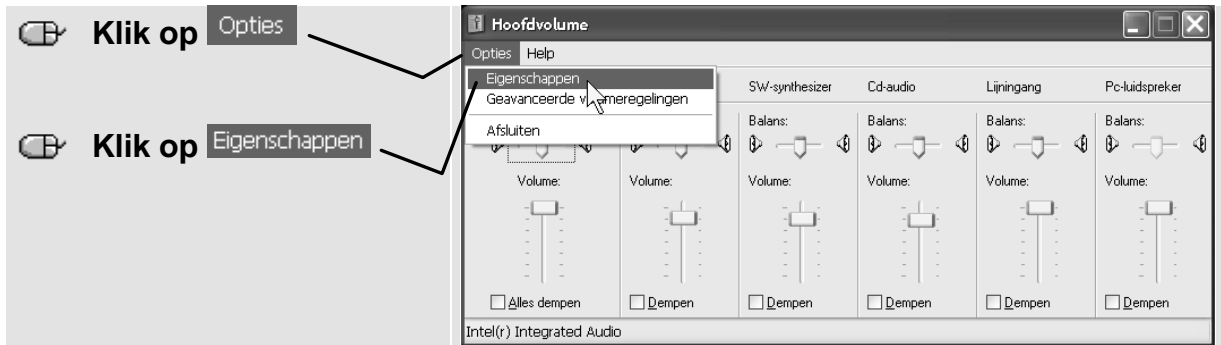 Klik op Opties
Klik op Eigenschappen
Hoofdvolume
Opties Help
Eigenschappen
Geavanceerde
Afsluiten
SW-synthesizer Cd-audio Lijningang Pc-luidspreker
Balans: Balans: Balans: Balans:
Volume: Volume: Volume: Volume: Volume: Volume:
Alles dempen Dempen Dempen Dempen Dempen Dempen
Intel(r) Integrated Audio